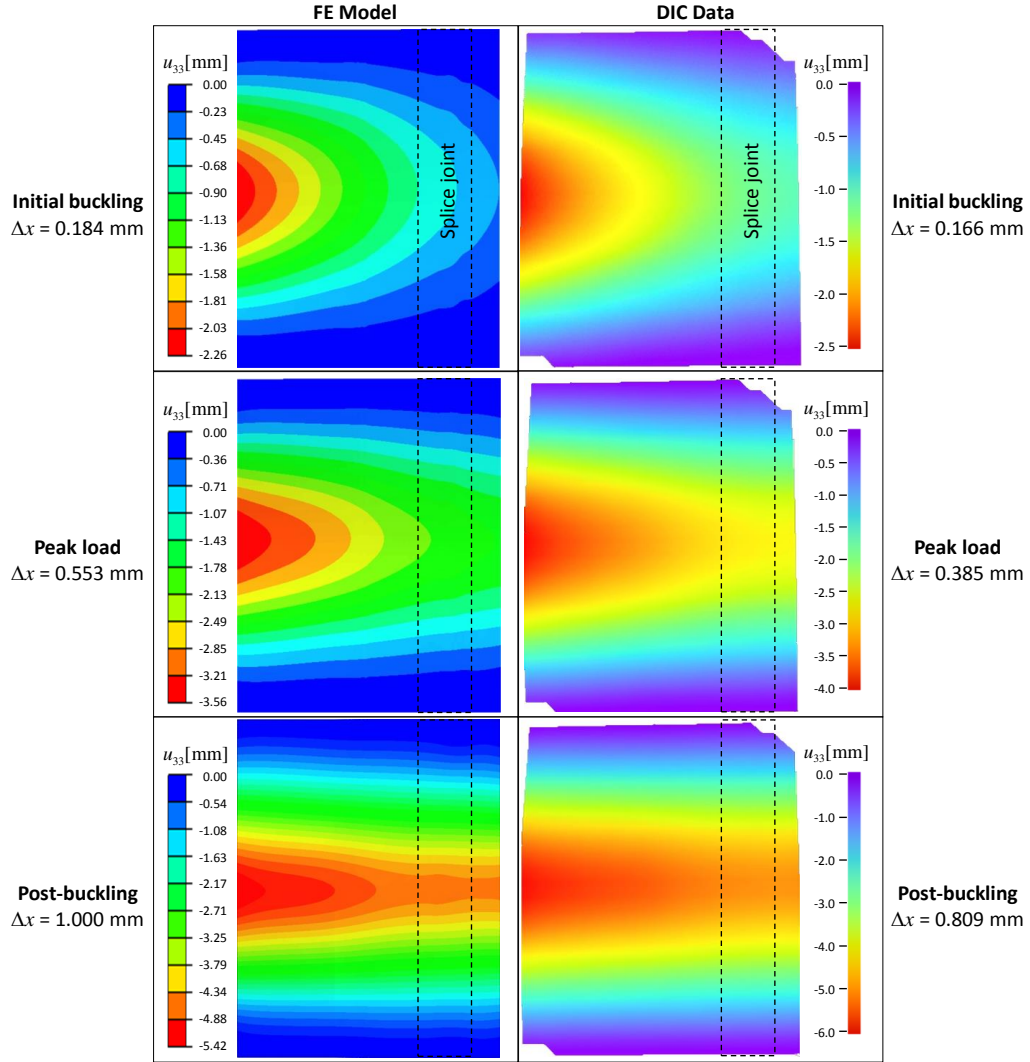 FE Model
DIC Data
Initial buckling
Δx = 0.184 mm
u33[mm]
0.00
-0.23
-0.45
-0.68
-0.90
-1.13
-1.36
-1.58
-1.81
-2.03
-2.26
Splice joint
Splice joint
u33[mm]
0.0
-0.5
-1.0
-1.5
-2.0
-2.5
Initial buckling
Δx = 0.166 mm
Peak load
Δx = 0.553 mm
u33[mm]
0.00
-0.36
-0.71
-1.07
-1.43
-1.78
-2.13
-2.49
-2.85
-3.21
-3.56
u33[mm]
0.0
-0.5
-1.0
-1.5
-2.0
-2.5
-3.0
-3.5
-4.0
Peak load
Δx = 0.385 mm
Post-buckling
Δx = 1.000 mm
u33[mm]
0.00
-0.54
-1.08
-1.63
-2.17
-2.71
-3.25
-3.79
-4.34
-4.88
-5.42
u33[mm]
0.0
-1.0
-2.0
-3.0
-4.0
-5.0
-6.0
Post-buckling
Δx = 0.809 mm